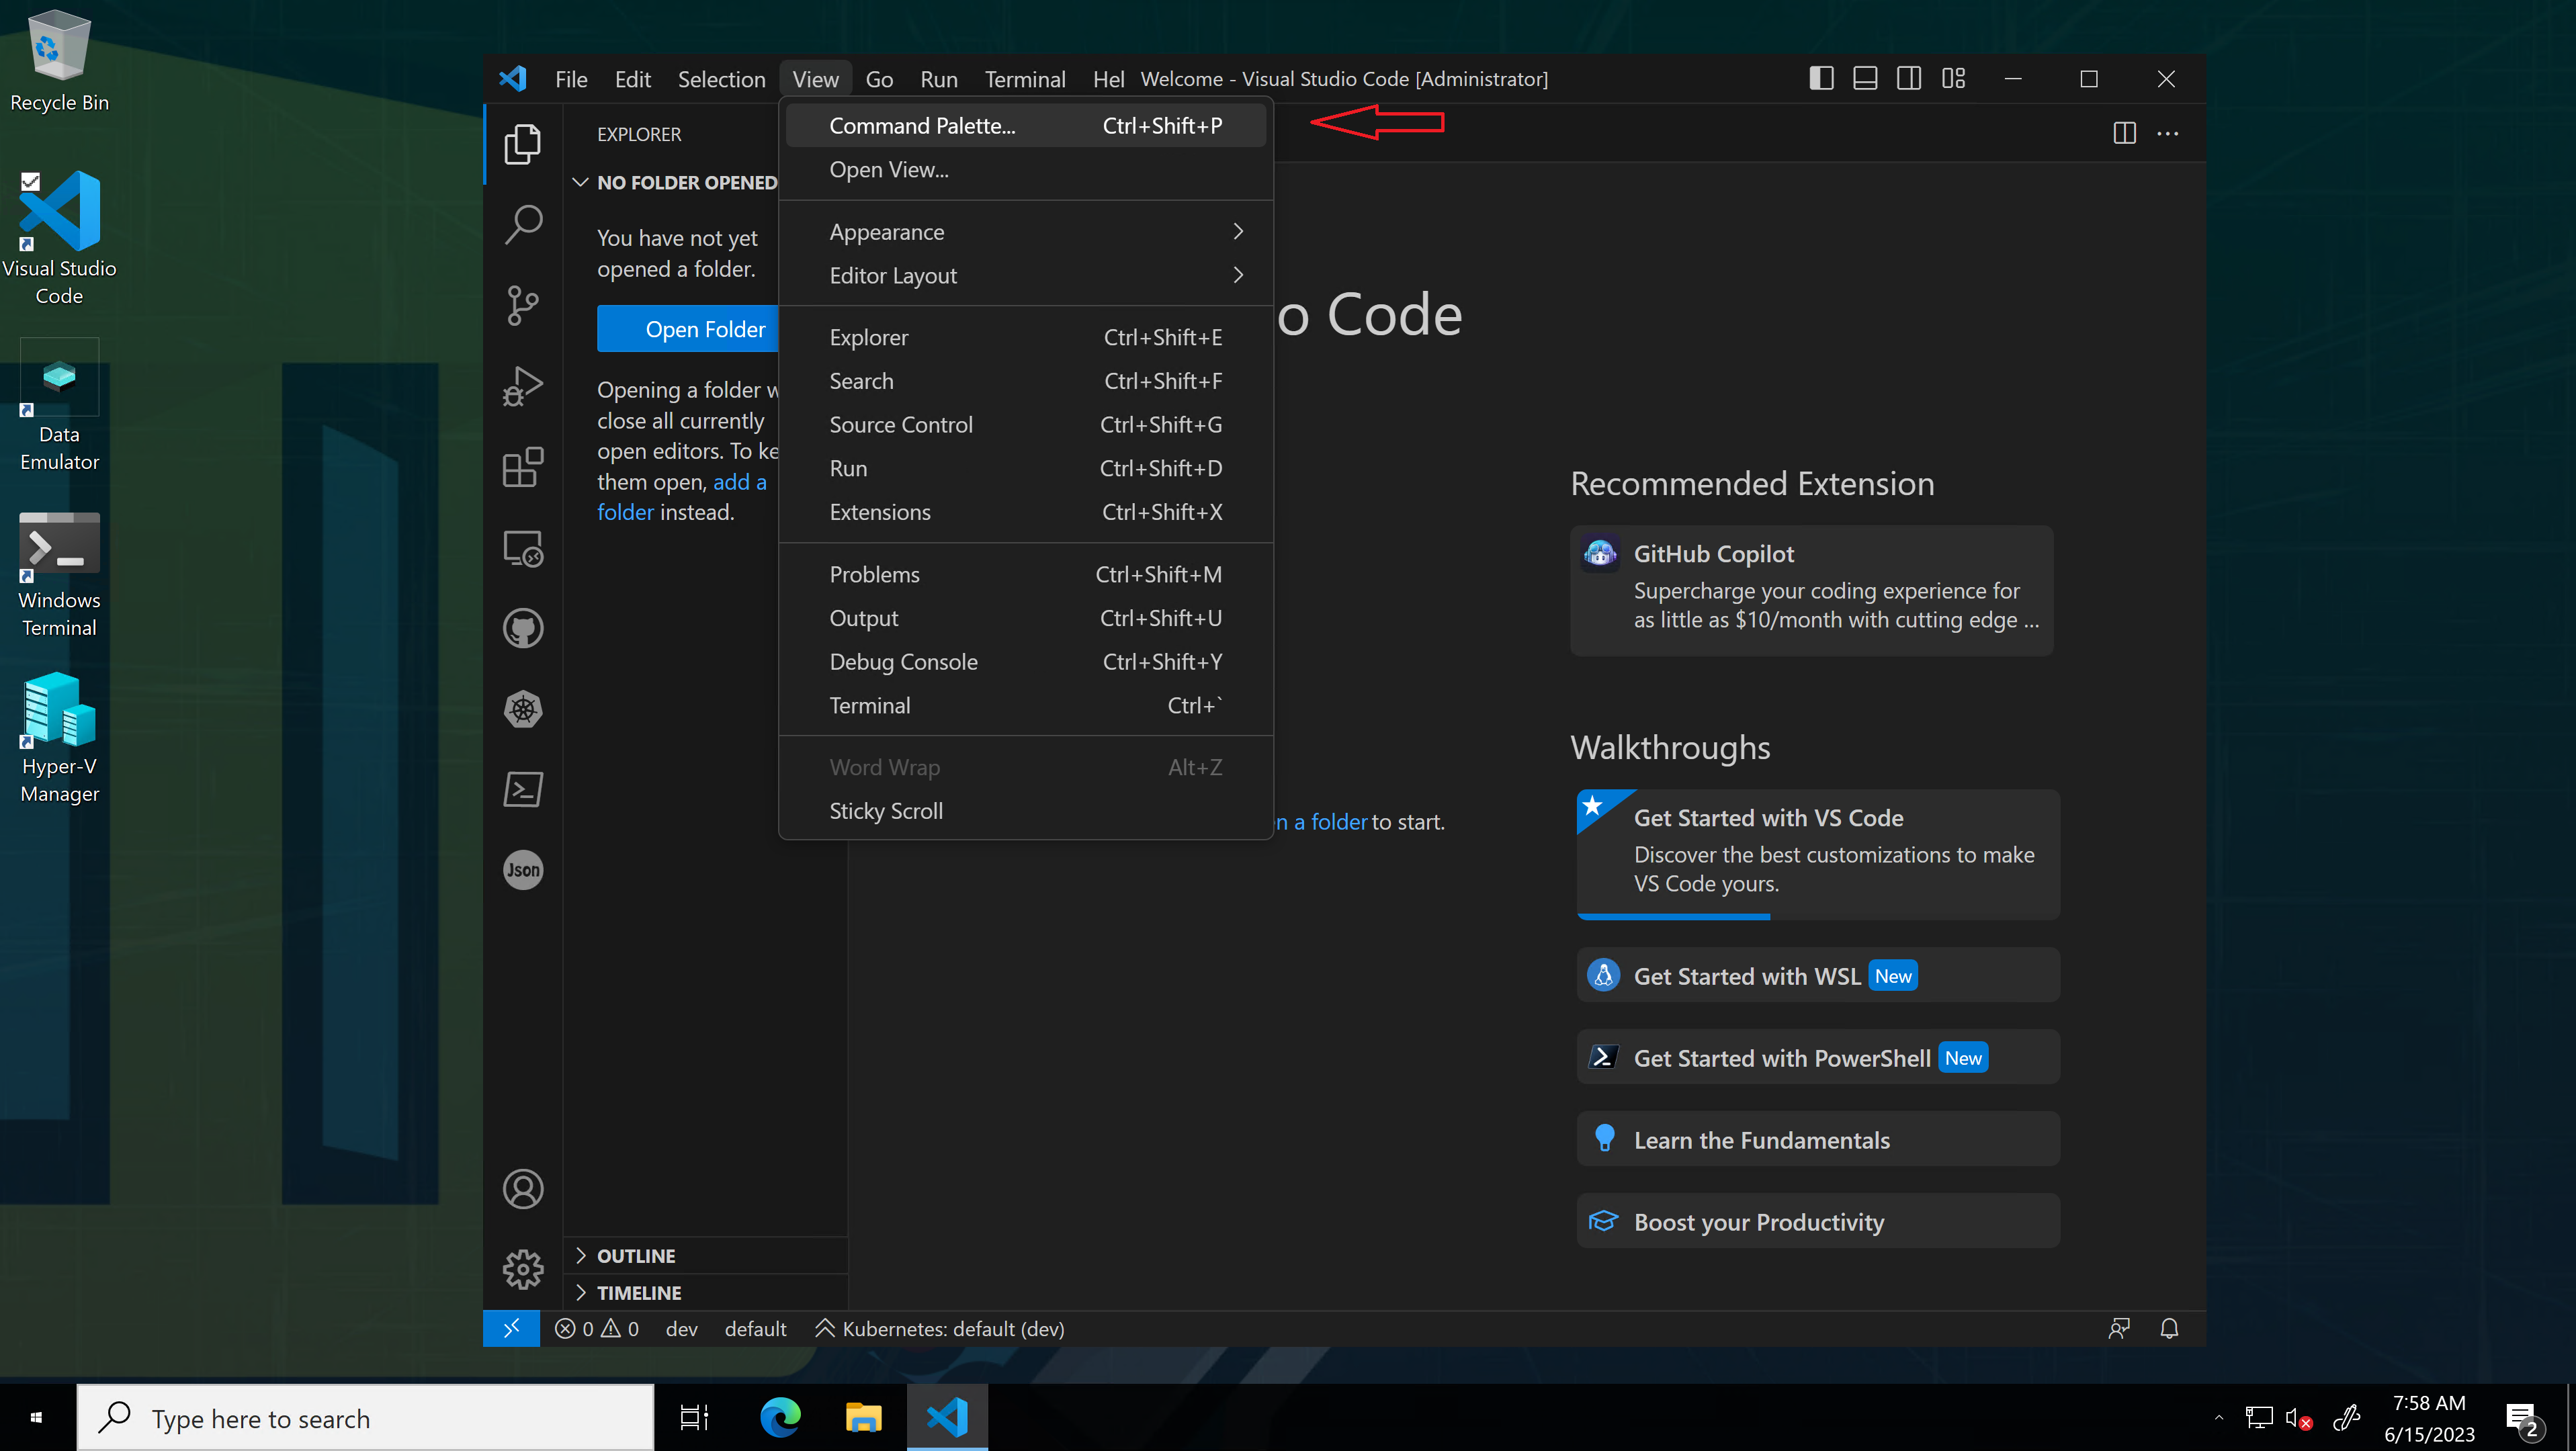 Recycle Bin
Visual Studio
Code
Data
Emulator
Windows
Terminal
Hyper-V
Manager
File Edit Selection View Go Run Terminal Hel Welcome - Visual Studio Code [Administrator]
EXPLORER
NO FOLDER OPENED
You have not yet
opened a folder.
Open Folder
Opening a folder w
close all currently
open editors. To ke
them open, add a
folder instead.
OUTLINE
TIMELINE
Command Palette... Ctrl+Shift+P
Open View...
Appearance
Editor Layout
Explorer Ctrl+Shift+E
Search Ctrl+Shift+F
Source Control Ctrl+Shift+G
Run Ctrl+Shift+D
Extensions Ctrl+Shift+X
Problems Ctrl+Shift+M
Output Ctrl+Shift+U
Debug Console Ctrl+Shift+Y
Terminal Ctrl+`
Word Wrap Alt+Z
Sticky Scroll
Json
o Code
n a folder to start.
Recommended Extension
GitHub Copilot
Supercharge your coding experience for
as little as $10/month with cutting edge ...
Walkthroughs
Get Started with VS Code
Discover the best customizations to make
VS Code yours.
Get Started with WSL New
Get Started with PowerShell New
Learn the Fundamentals
Boost your Productivity
0 0 dev default Kubernetes: default (dev)
Type here to search
7:58 AM
6/15/2023
2